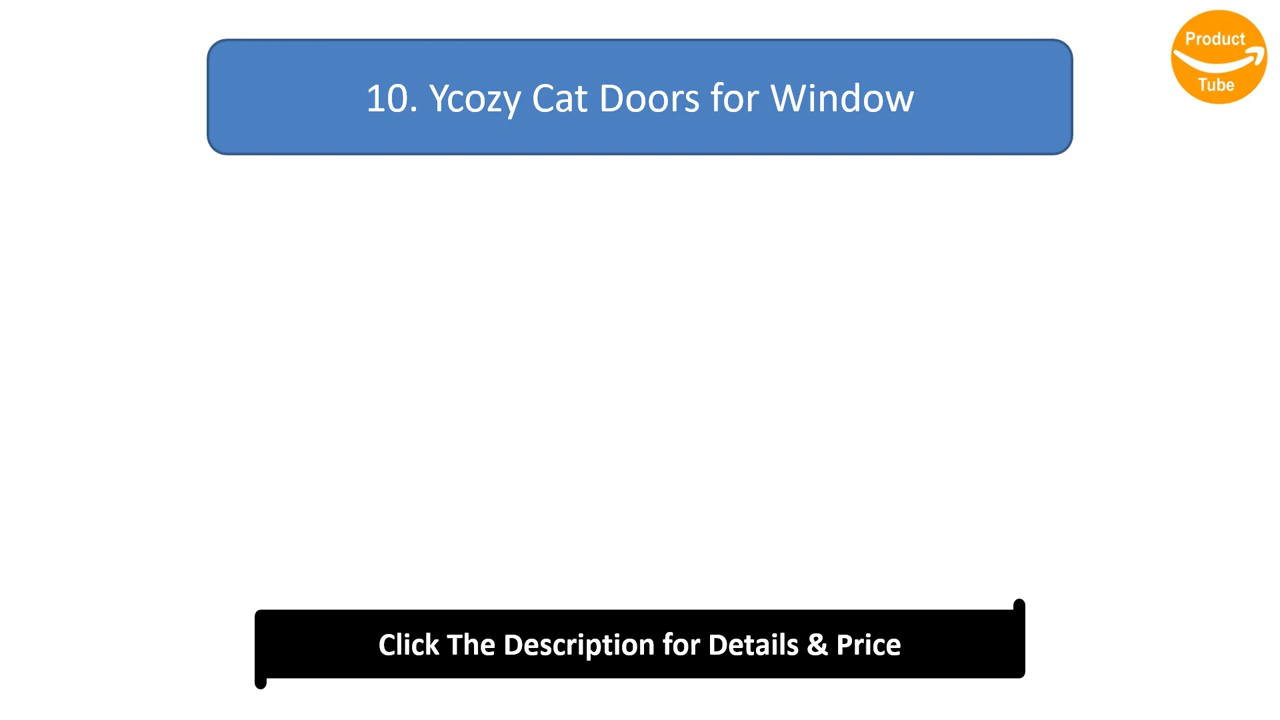 10. Ycozy Cat Doors for Window
Product
Tube
Click The Description for Details & Price